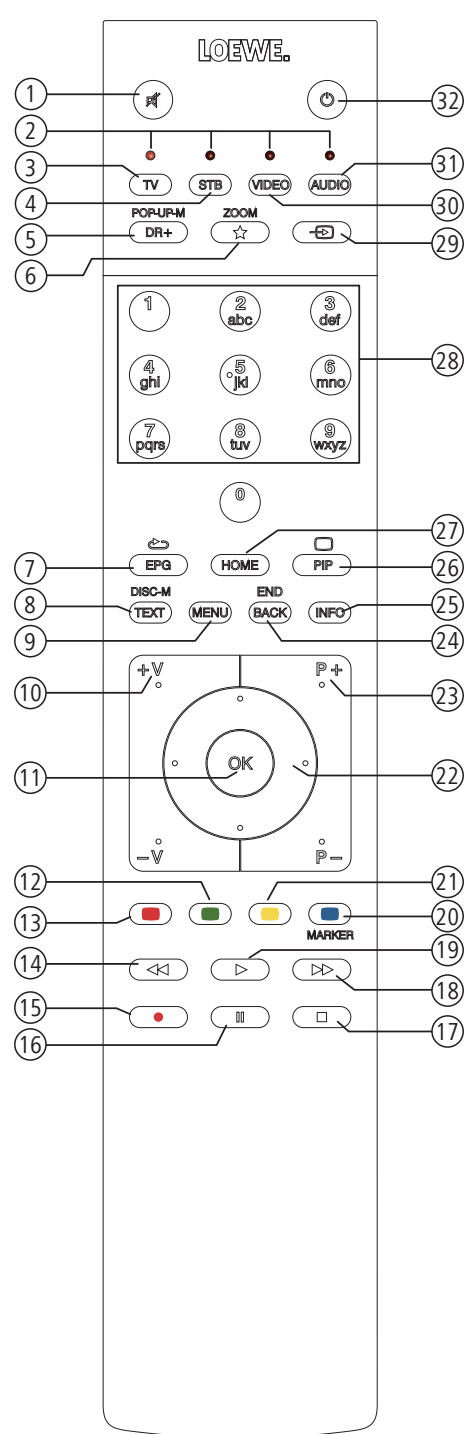 LOEWE.
1
32
2
3
TV
STB
VIDEO
AUDIO
31
4
30
POP-UP-M
ZOOM
5
DR+
29
6
1
2
abc
3
def
28
4
ghi
5
jkl
6
mno
7
pqrs
8
tuv
9
wxyz
0
27
7
EPG
HOME
PIP
26
DISC-M
END
8
TEXT
MENU
BACK
INFO
25
9
24
+V
P+
10
23
11
OK
22
−V
P−
12
21
13
20
MARKER
14
19
18
15
16
17